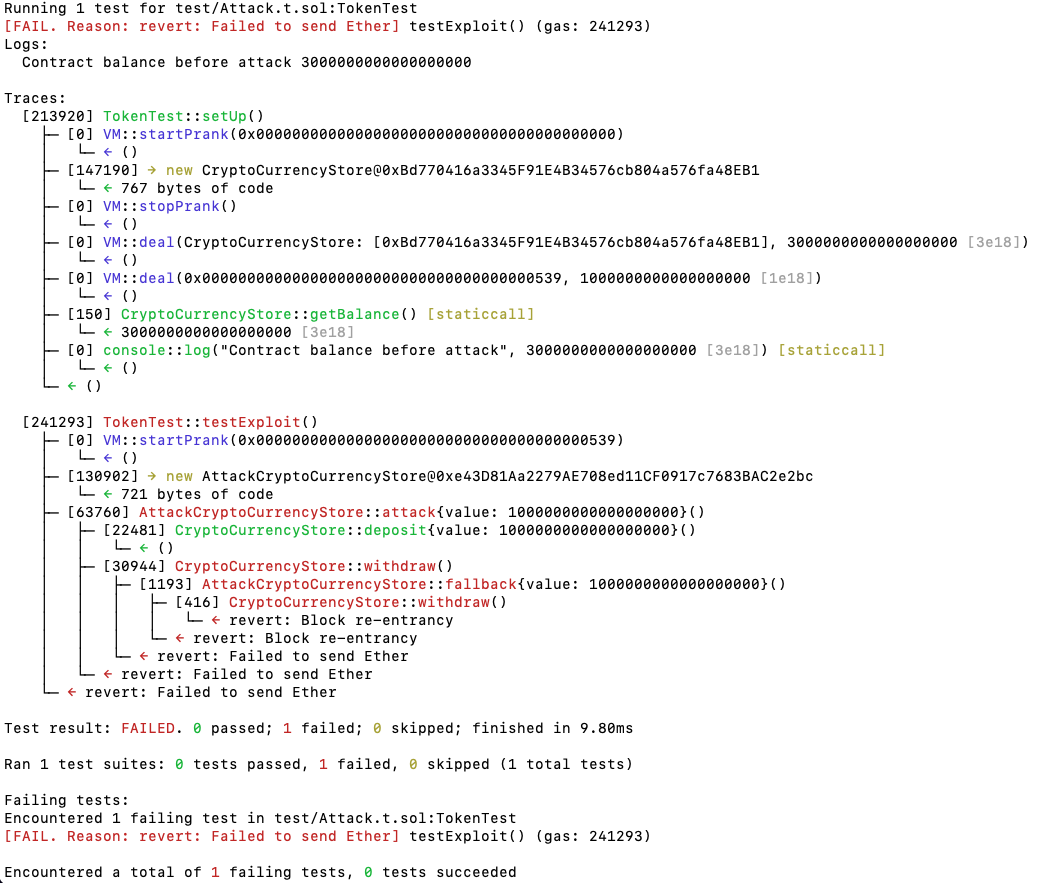 Running 1 test for test/Attack.t.sol:TokenTest
[FAIL. Reason: revert: Failed to send Ether] testExploit() (gas: 241293)
Logs:
  Contract balance before attack 3000000000000000000

Traces:
  [213920] TokenTest::setUp()
    ├─ [0] VM::startPrank(0x0000000000000000000000000000000000000000)
    │   └─ ← ()
    ├─ [147190] → new CryptoCurrencyStore@0xBd770416a3345F91E4B34576cb804a576fa48EB1
    │   └─ ← 767 bytes of code
    ├─ [0] VM::stopPrank()
    │   └─ ← ()
    ├─ [0] VM::deal(CryptoCurrencyStore: [0xBd770416a3345F91E4B34576cb804a576fa48EB1], 3000000000000000000 [3e18])
    │   └─ ← ()
    ├─ [0] VM::deal(0x0000000000000000000000000000000000000539, 1000000000000000000 [1e18])
    │   └─ ← ()
    ├─ [150] CryptoCurrencyStore::getBalance() [staticcall]
    │   └─ ← 3000000000000000000 [3e18]
    ├─ [0] console::log("Contract balance before attack", 3000000000000000000 [3e18]) [staticcall]
    │   └─ ← ()
    └─ ← ()

  [241293] TokenTest::testExploit()
    ├─ [0] VM::startPrank(0x0000000000000000000000000000000000000539)
    │   └─ ← ()
    ├─ [130902] → new AttackCryptoCurrencyStore@0xe43D81Aa2279AE708ed11CF0917c7683BAC2e2bc
    │   └─ ← 721 bytes of code
    ├─ [63760] AttackCryptoCurrencyStore::attack{value: 1000000000000000000}()
    │   ├─ [22481] CryptoCurrencyStore::deposit{value: 1000000000000000000}()
    │   │   └─ ← ()
    │   ├─ [30944] CryptoCurrencyStore::withdraw()
    │   │   ├─ [1193] AttackCryptoCurrencyStore::fallback{value: 1000000000000000000}()
    │   │   │   ├─ [416] CryptoCurrencyStore::withdraw()
    │   │   │   │   └─ ← revert: Block re-entrancy
    │   │   │   └─ ← revert: Block re-entrancy
    │   │   └─ ← revert: Failed to send Ether
    │   └─ ← revert: Failed to send Ether
    └─ ← revert: Failed to send Ether

Test result: FAILED. 0 passed; 1 failed; 0 skipped; finished in 9.80ms

Ran 1 test suites: 0 tests passed, 1 failed, 0 skipped (1 total tests)

Failing tests:
Encountered 1 failing test in test/Attack.t.sol:TokenTest
[FAIL. Reason: revert: Failed to send Ether] testExploit() (gas: 241293)

Encountered a total of 1 failing tests, 0 tests succeeded